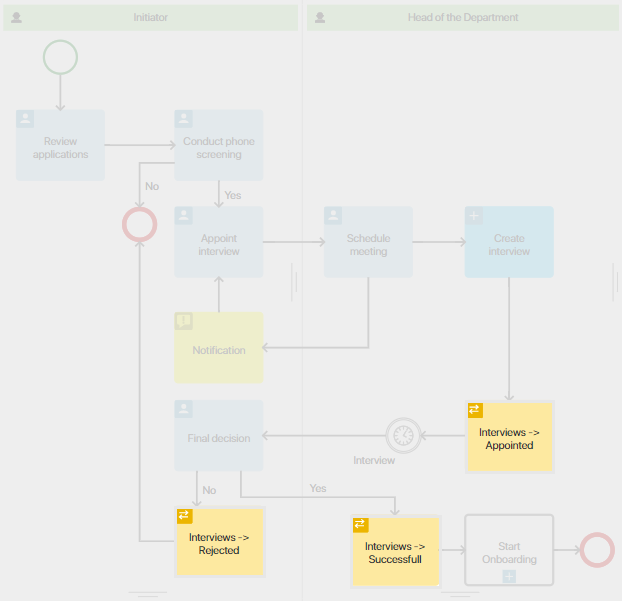 Initiator
Head of the Department
Review
applications
Conduct phone
screening
No
Yes
Appoint
interview
Schedule
meeting
Create
interview
Notification
Final decision
Interview
Interviews ->
Appointed
No
Yes
Interviews ->
Rejected
Interviews ->
Successfull
Start
Onboarding